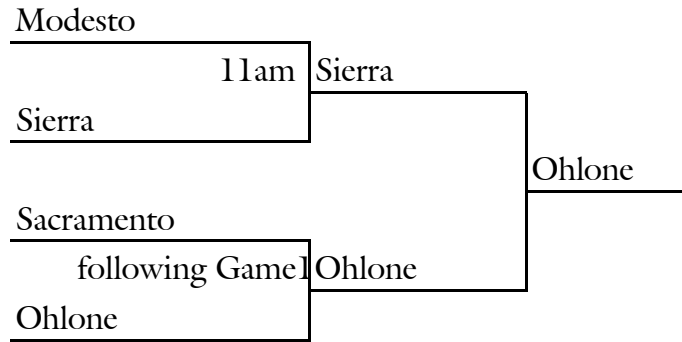 Modesto
11am
Sierra
Sierra
Ohlone
Sacramento
following Game1
Ohlone
Ohlone